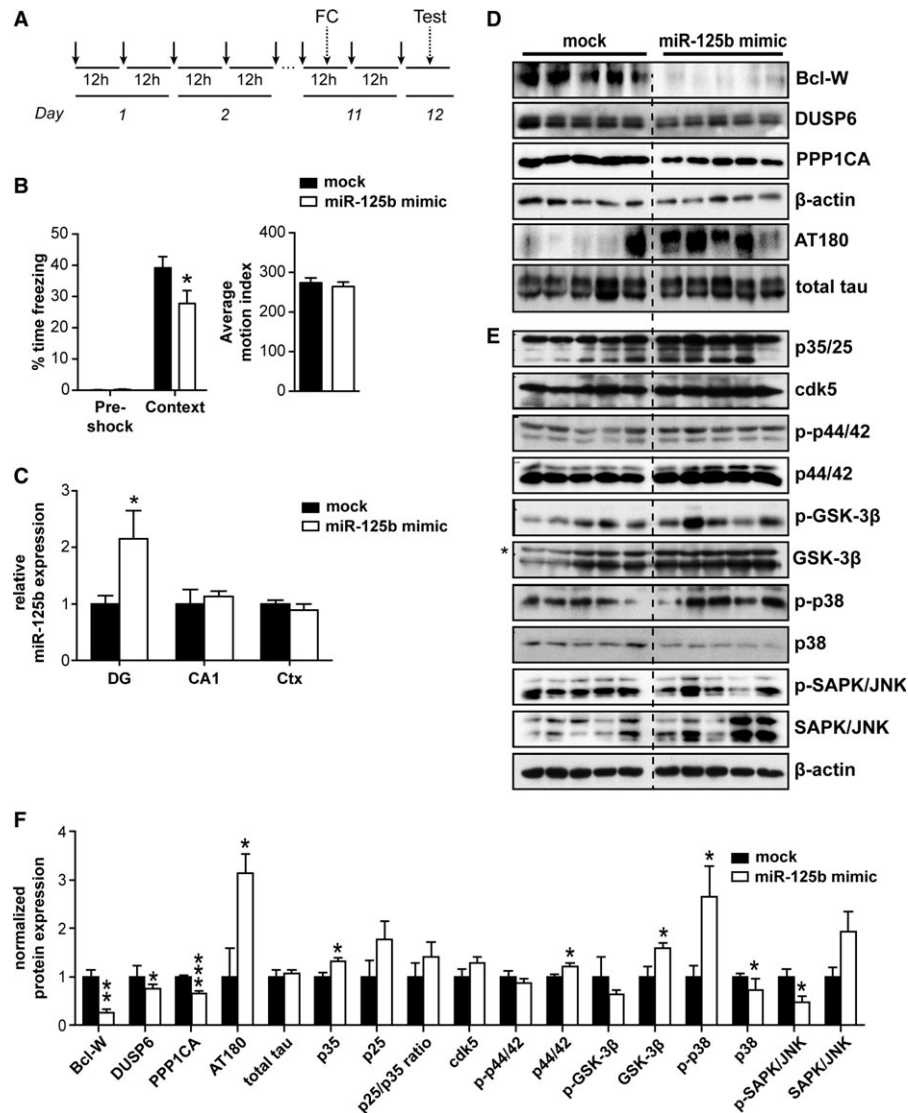 A
FC
Test
12h 12h 12h 12h ... 12h 12h
Day 1 2 11 12
B
mock
miR-125b mimic
% time freezing
50
40
30
20
10
0
*
Pre-
shock
Context
Average
motion index
400
300
200
100
0
C
mock
miR-125b mimic
relative
miR-125b expression
3
2
1
0
*
DG CA1 Ctx
D
mock miR-125b mimic
Bcl-W
DUSP6
PPP1CA
β-actin
AT180
total tau
E
p35/25
cdk5
p-p44/42
p44/42
p-GSK-3β
*
GSK-3β
p-p38
p38
p-SAPK/JNK
SAPK/JNK
β-actin
F
mock
miR-125b mimic
normalized
protein expression
4
3
2
1
0
** * *** * * * * * * *
Bcl-W
DUSP6
PPP1CA
AT180
total tau
p35
p25
p25/p35 ratio
cdk5
p-p44/42
p44/42
p-GSK-3β
GSK-3β
p-p38
p38
p-SAPK/JNK
SAPK/JNK